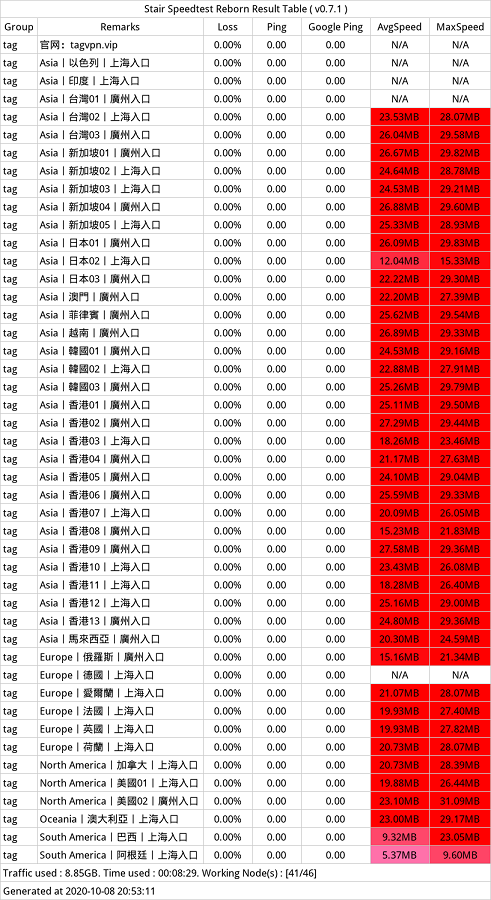 Stair Speedtest Reborn Result Table ( v0.7.1 )
Group Remarks Loss Ping Google Ping AvgSpeed MaxSpeed
tag 官网：tagvpn.vip 0.00% 0.00 0.00 N/A N/A
tag Asia丨以色列丨上海入口 0.00% 0.00 0.00 N/A N/A
tag Asia丨印度丨上海入口 0.00% 0.00 0.00 N/A N/A
tag Asia丨台灣01丨廣州入口 0.00% 0.00 0.00 N/A N/A
tag Asia丨台灣02丨上海入口 0.00% 0.00 0.00 23.53MB 28.07MB
tag Asia丨台灣03丨廣州入口 0.00% 0.00 0.00 26.04MB 29.58MB
tag Asia丨新加坡01丨廣州入口 0.00% 0.00 0.00 26.67MB 29.82MB
tag Asia丨新加坡02丨上海入口 0.00% 0.00 0.00 24.64MB 28.78MB
tag Asia丨新加坡03丨上海入口 0.00% 0.00 0.00 24.53MB 29.21MB
tag Asia丨新加坡04丨廣州入口 0.00% 0.00 0.00 26.88MB 29.60MB
tag Asia丨新加坡05丨上海入口 0.00% 0.00 0.00 25.33MB 28.93MB
tag Asia丨日本01丨廣州入口 0.00% 0.00 0.00 26.09MB 29.83MB
tag Asia丨日本02丨上海入口 0.00% 0.00 0.00 12.04MB 15.33MB
tag Asia丨日本03丨廣州入口 0.00% 0.00 0.00 22.22MB 29.30MB
tag Asia丨澳門丨廣州入口 0.00% 0.00 0.00 22.20MB 27.39MB
tag Asia丨菲律賓丨廣州入口 0.00% 0.00 0.00 25.62MB 29.54MB
tag Asia丨越南丨廣州入口 0.00% 0.00 0.00 26.89MB 29.33MB
tag Asia丨韓國01丨廣州入口 0.00% 0.00 0.00 24.53MB 29.16MB
tag Asia丨韓國02丨上海入口 0.00% 0.00 0.00 22.88MB 27.91MB
tag Asia丨韓國03丨廣州入口 0.00% 0.00 0.00 25.26MB 29.79MB
tag Asia丨香港01丨廣州入口 0.00% 0.00 0.00 25.11MB 29.50MB
tag Asia丨香港02丨廣州入口 0.00% 0.00 0.00 27.29MB 29.44MB
tag Asia丨香港03丨上海入口 0.00% 0.00 0.00 18.26MB 23.46MB
tag Asia丨香港04丨廣州入口 0.00% 0.00 0.00 21.17MB 27.63MB
tag Asia丨香港05丨廣州入口 0.00% 0.00 0.00 24.10MB 29.04MB
tag Asia丨香港06丨廣州入口 0.00% 0.00 0.00 25.59MB 29.33MB
tag Asia丨香港07丨上海入口 0.00% 0.00 0.00 20.09MB 26.05MB
tag Asia丨香港08丨廣州入口 0.00% 0.00 0.00 15.23MB 21.83MB
tag Asia丨香港09丨廣州入口 0.00% 0.00 0.00 27.58MB 29.36MB
tag Asia丨香港10丨上海入口 0.00% 0.00 0.00 23.43MB 26.08MB
tag Asia丨香港11丨上海入口 0.00% 0.00 0.00 18.28MB 26.40MB
tag Asia丨香港12丨上海入口 0.00% 0.00 0.00 25.16MB 29.00MB
tag Asia丨香港13丨廣州入口 0.00% 0.00 0.00 24.80MB 29.36MB
tag Asia丨馬來西亞丨廣州入口 0.00% 0.00 0.00 20.30MB 24.59MB
tag Europe丨俄羅斯丨廣州入口 0.00% 0.00 0.00 15.16MB 21.34MB
tag Europe丨德國丨上海入口 0.00% 0.00 0.00 N/A N/A
tag Europe丨愛爾蘭丨上海入口 0.00% 0.00 0.00 21.07MB 28.07MB
tag Europe丨法國丨上海入口 0.00% 0.00 0.00 19.93MB 27.40MB
tag Europe丨英國丨上海入口 0.00% 0.00 0.00 19.93MB 27.82MB
tag Europe丨荷蘭丨上海入口 0.00% 0.00 0.00 20.73MB 28.07MB
tag North America丨加拿大丨上海入口 0.00% 0.00 0.00 20.73MB 28.39MB
tag North America丨美國01丨上海入口 0.00% 0.00 0.00 19.88MB 26.44MB
tag North America丨美國02丨廣州入口 0.00% 0.00 0.00 23.10MB 31.09MB
tag Oceania丨澳大利亞丨上海入口 0.00% 0.00 0.00 23.00MB 29.17MB
tag South America丨巴西丨上海入口 0.00% 0.00 0.00 9.32MB 23.05MB
tag South America丨阿根廷丨上海入口 0.00% 0.00 0.00 5.37MB 9.60MB
Traffic used : 8.85GB. Time used : 00:08:29. Working Node(s) : [41/46]
Generated at 2020-10-08 20:53:11